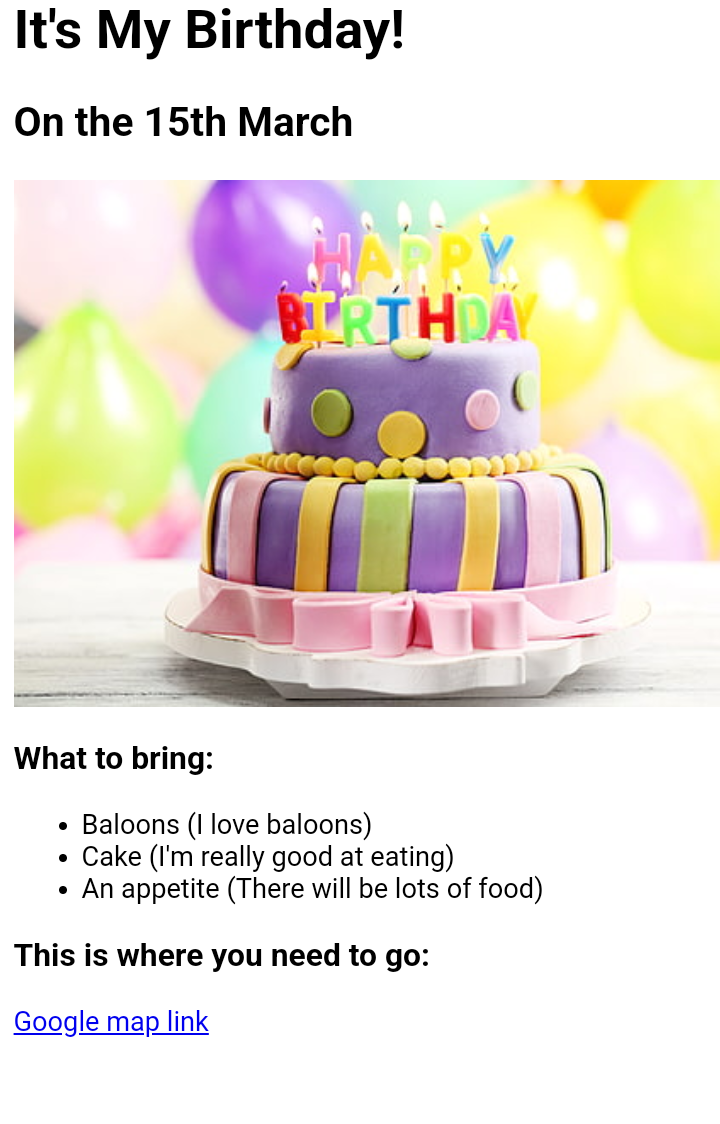 It's My Birthday!
On the 15th March
HAPPY
BIRTHDAY
What to bring:
Baloons (I love baloons)
Cake (I'm really good at eating)
An appetite (There will be lots of food)
This is where you need to go:
Google map link